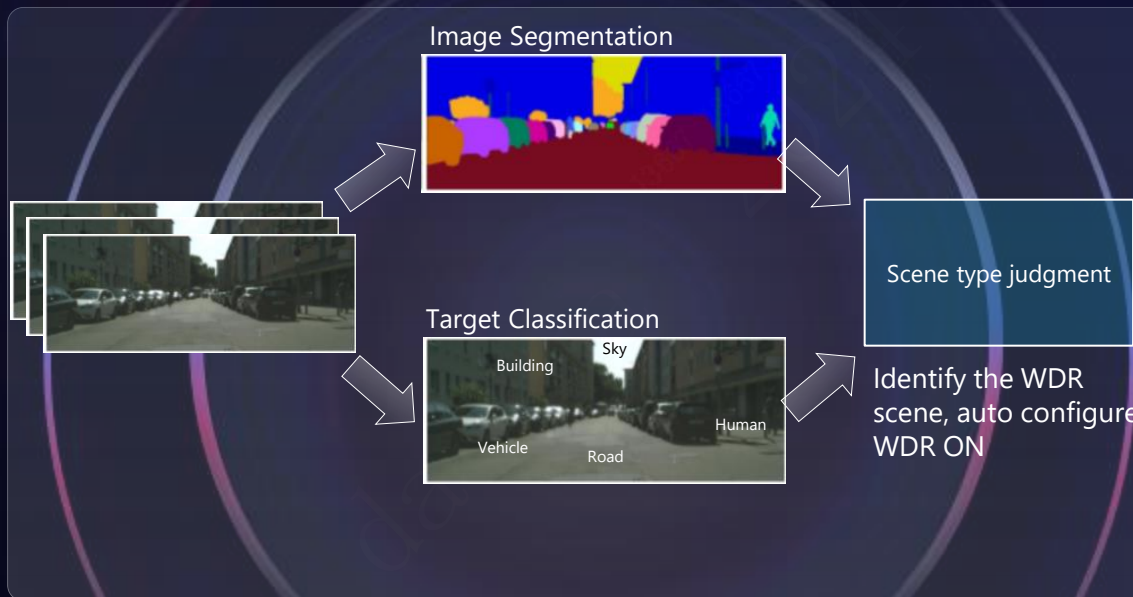 Image Segmentation
Target Classification
Sky
Building
Human
Vehicle
Road
Scene type judgment
Identify the WDR
scene, auto configure
WDR ON